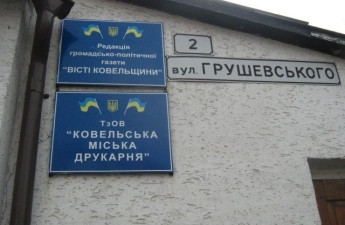 Редакція
громадсько-політичної
газети
"ВІСТІ КОВЕЛЬЩИНИ"
2
вул. ГРУШЕВСЬКОГО
ТзОВ
"КОВЕЛЬСЬКА
МІСЬКА
ДРУКАРНЯ"